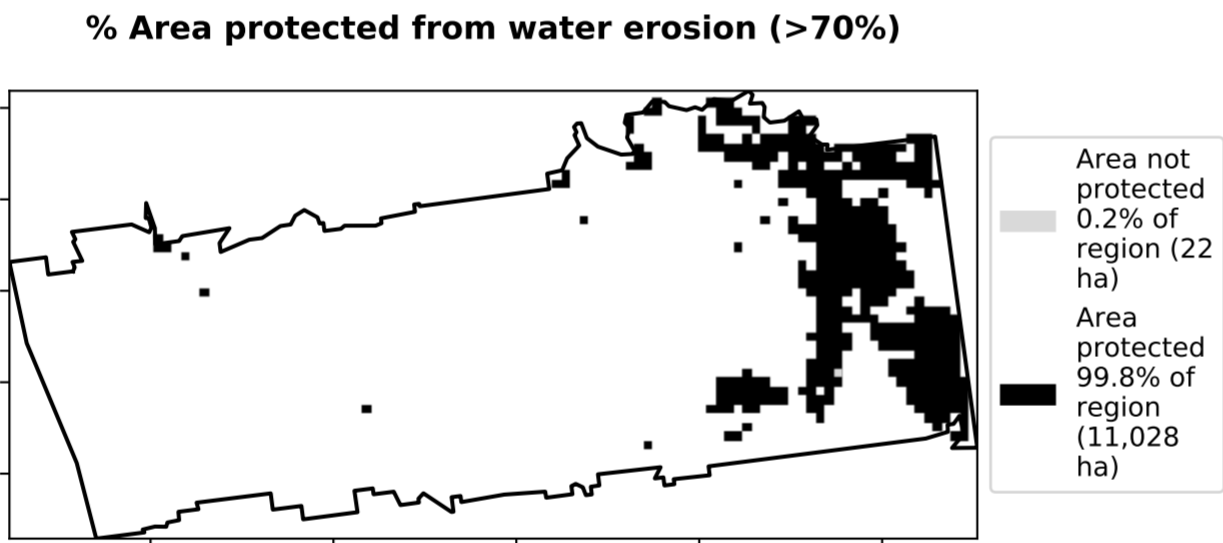 % Area protected from water erosion (>70%)
Area not
protected
0.2% of
region (22
ha)
Area
protected
99.8% of
region
(11,028
ha)